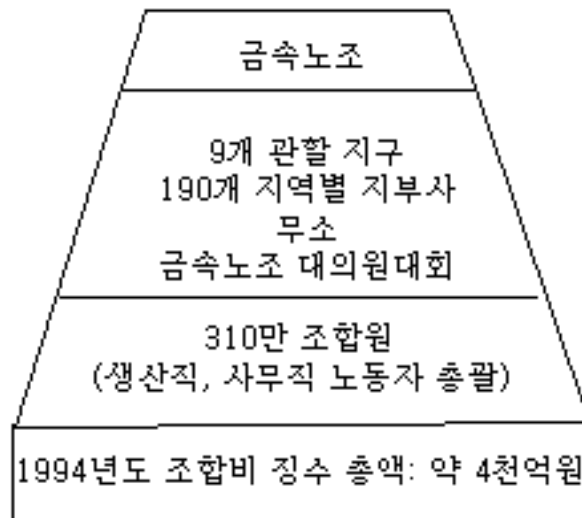 금속노조
9개 관할 지구
190개 지역별 지부사
무소
금속노조 대의원대회
310만 조합원
(생산직, 사무직 노동자 총괄)
1994년도 조합비 징수 총액: 약 4천억원